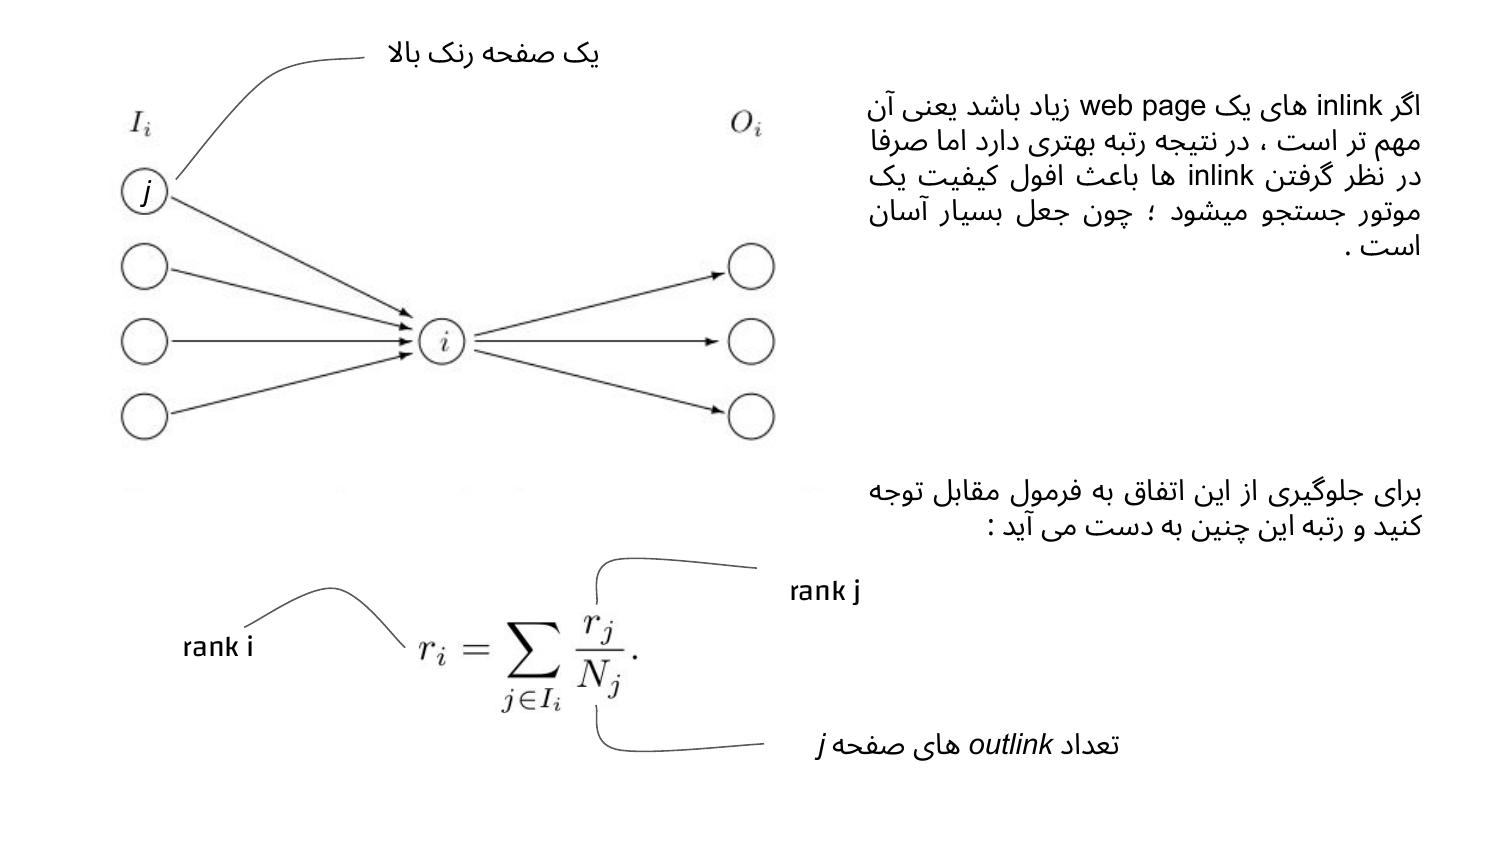 یک صفحه رنک بالا
I_i
O_i
j
i
اگر inlink های یک web page زیاد باشد یعنی آن
مهم تر است ، در نتیجه رتبه بهتری دارد اما صرفا
در نظر گرفتن inlink ها باعث افول کیفیت یک
موتور جستجو میشود ؛ چون جعل بسیار آسان
است .
برای جلوگیری از این اتفاق به فرمول مقابل توجه
کنید و رتبه این چنین به دست می آید :
rank j
rank i
r_i = ∑_{j∈I_i} r_j / N_j .
تعداد outlink های صفحه j